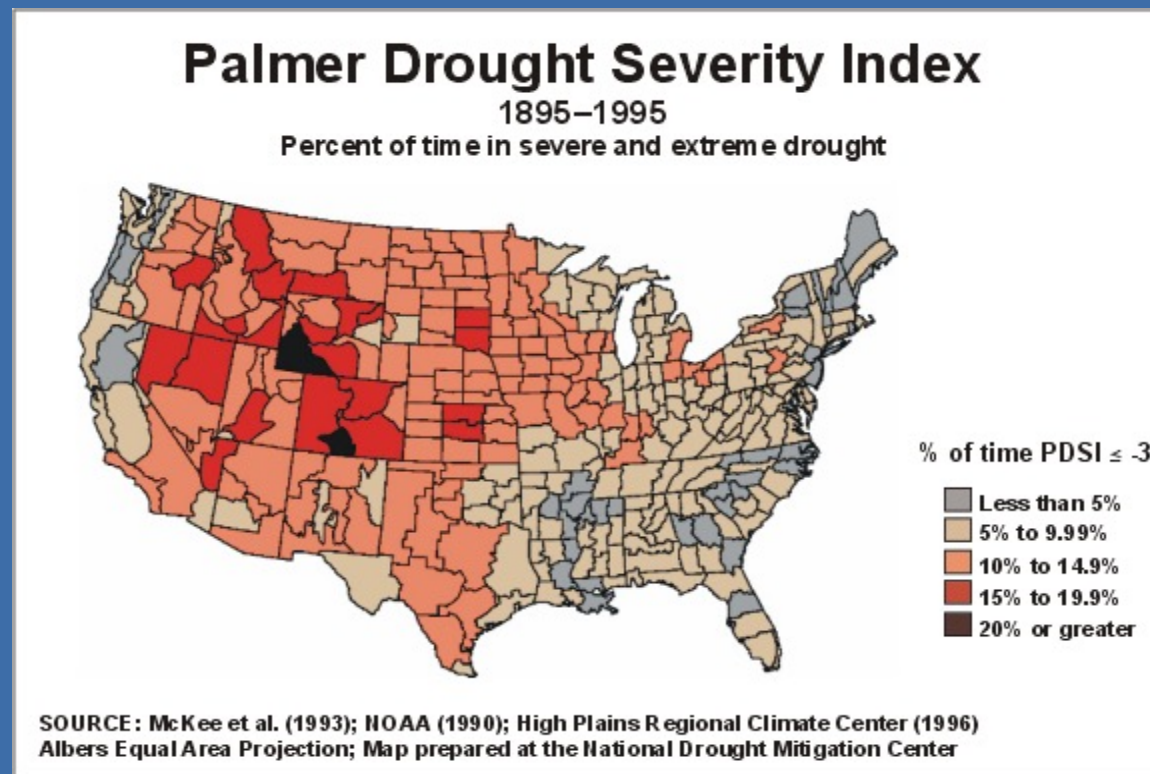 Palmer Drought Severity Index
1895–1995
Percent of time in severe and extreme drought
% of time PDSI ≤ -3
Less than 5%
5% to 9.99%
10% to 14.9%
15% to 19.9%
20% or greater
SOURCE: McKee et al. (1993); NOAA (1990); High Plains Regional Climate Center (1996)
Albers Equal Area Projection; Map prepared at the National Drought Mitigation Center